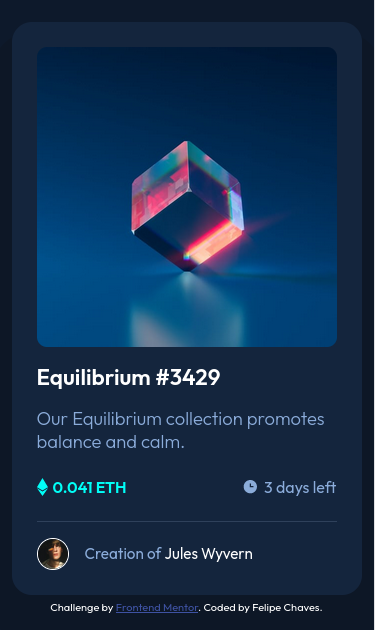 Equilibrium #3429
Our Equilibrium collection promotes
balance and calm.
0.041 ETH
3 days left
Creation of Jules Wyvern
Challenge by Frontend Mentor. Coded by Felipe Chaves.